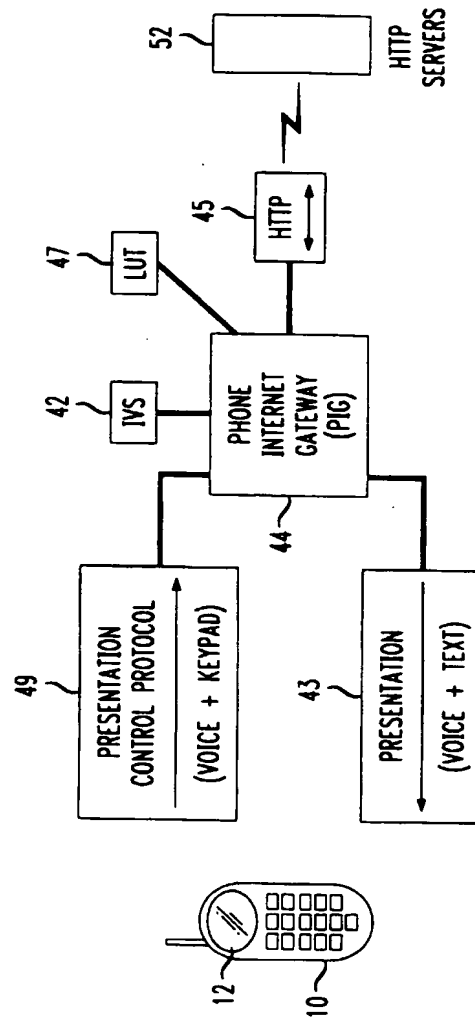 49
PRESENTATION
CONTROL PROTOCOL
(VOICE + KEYPAD)
12
10
43
PRESENTATION
(VOICE + TEXT)
42
IVS
47
LUT
PHONE
INTERNET
GATEWAY
(PIG)
44
45
HTTP
52
HTTP
SERVERS